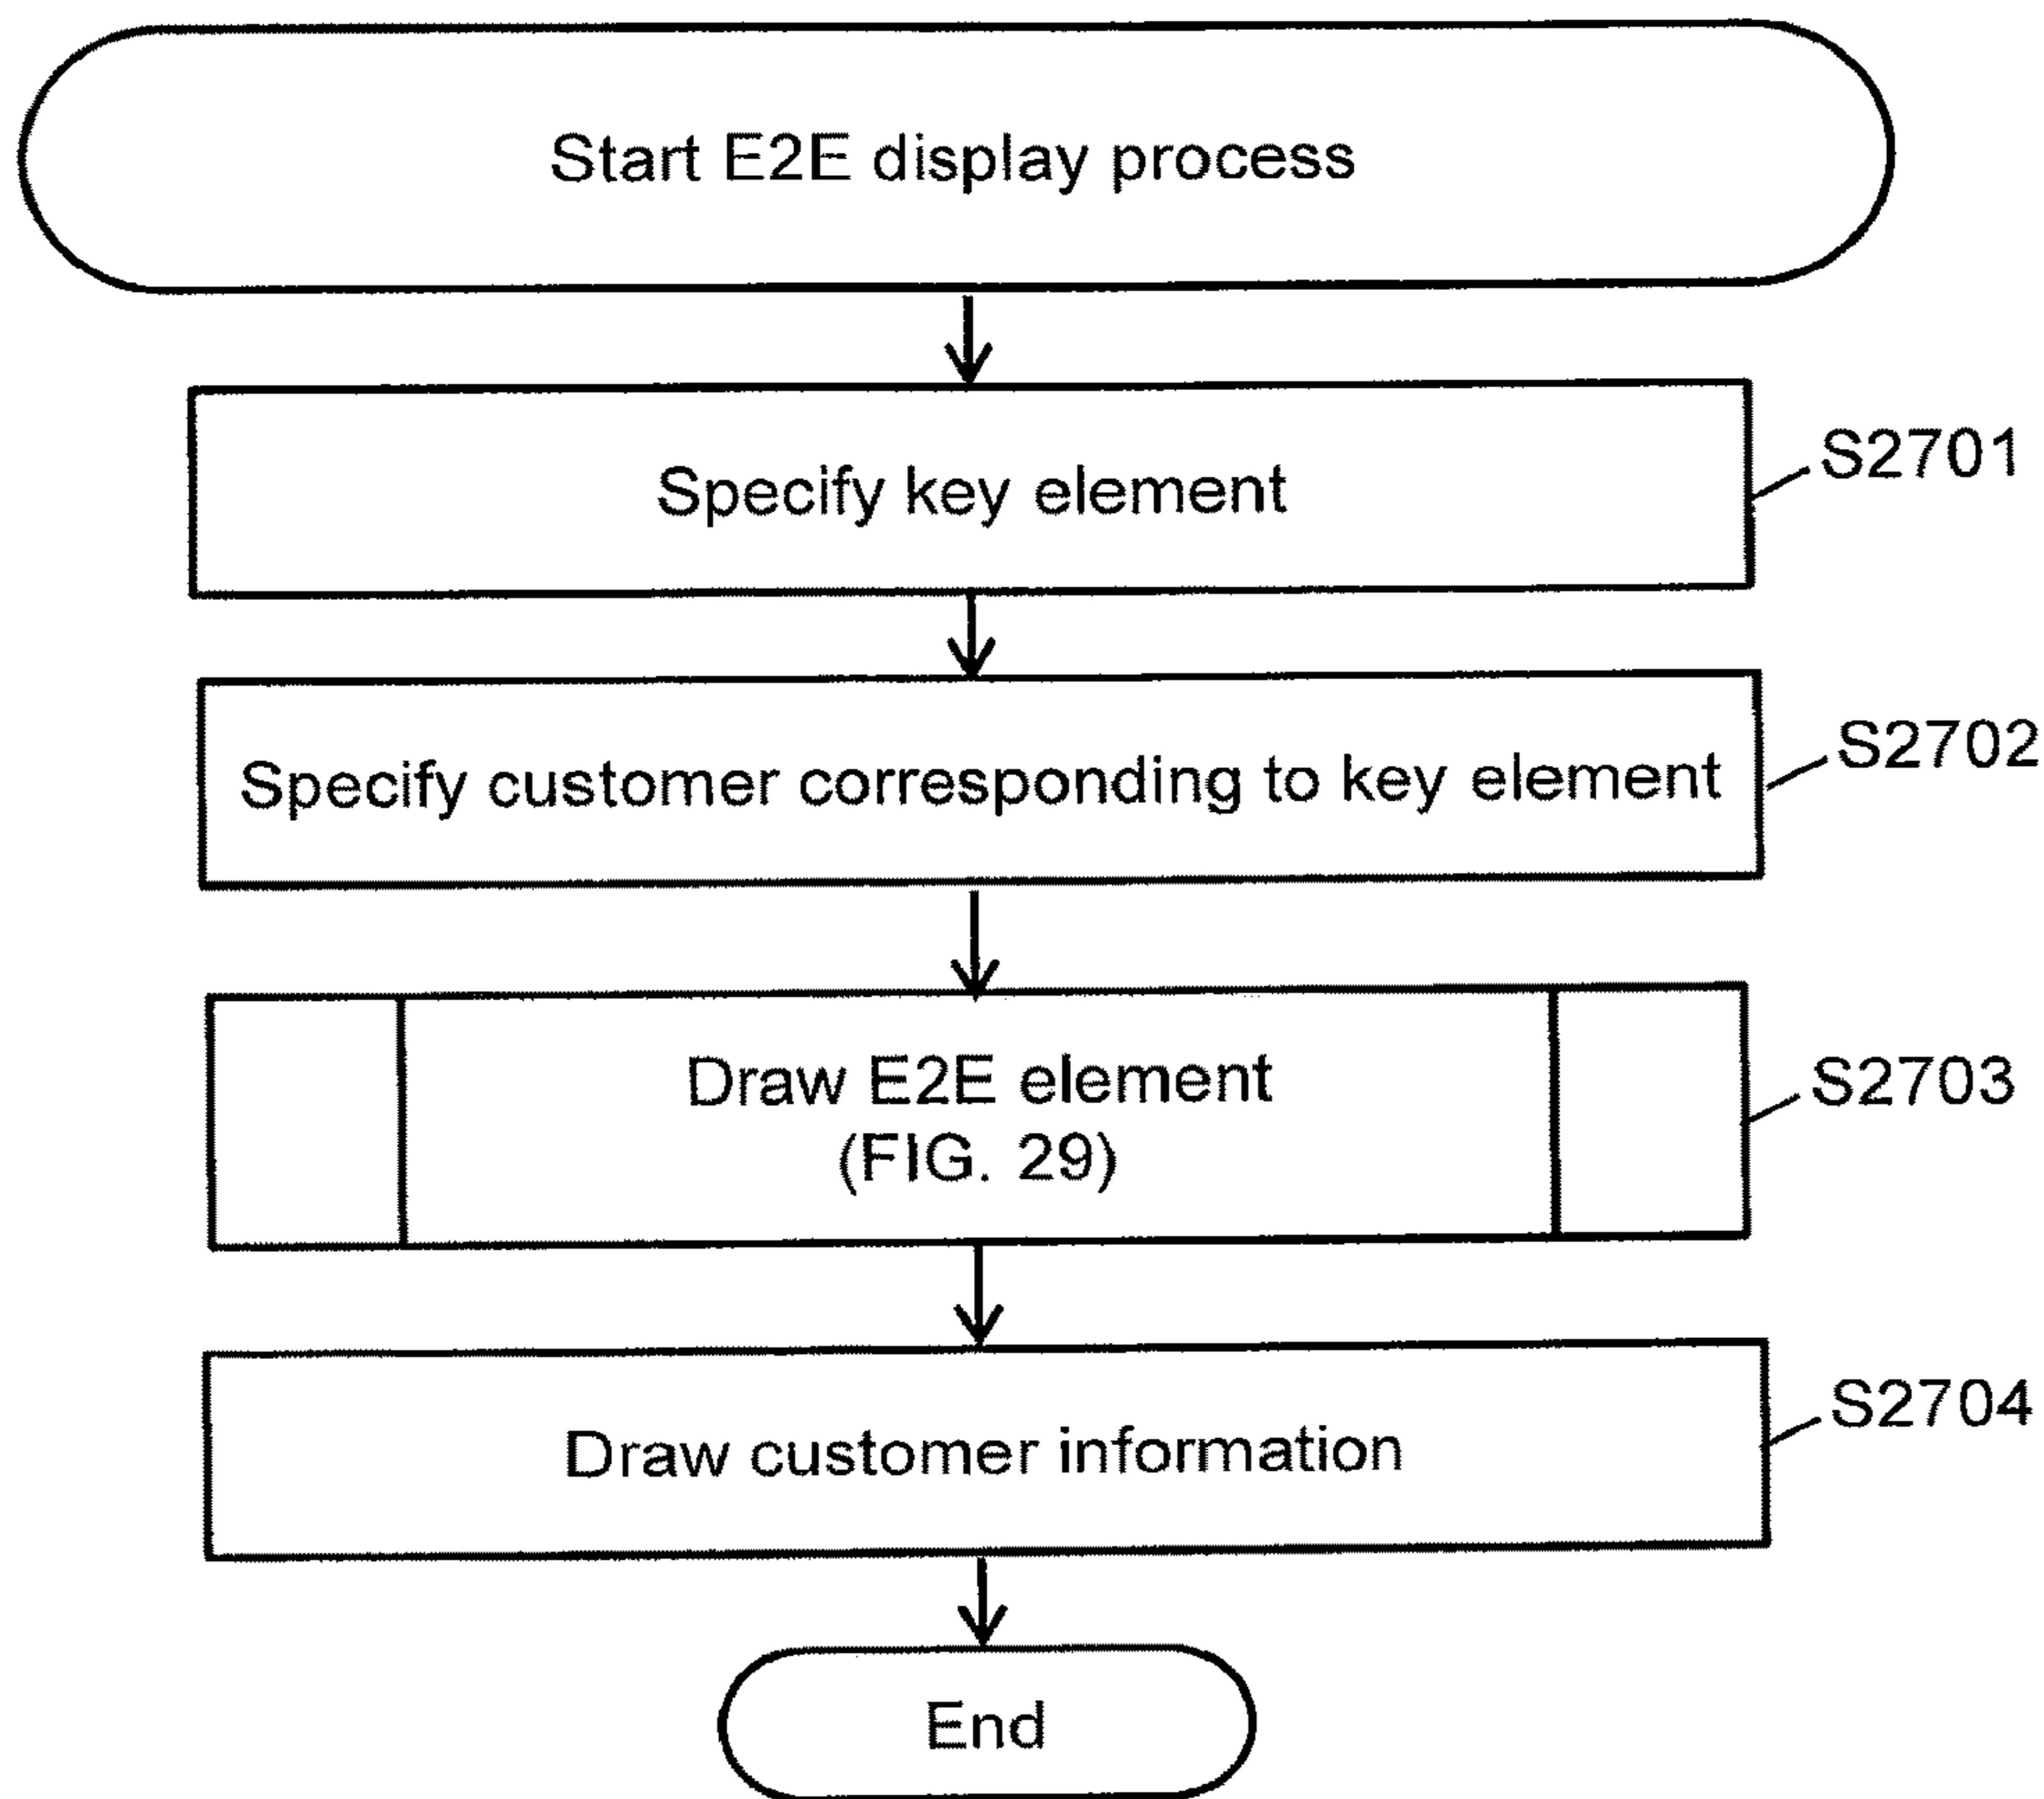 Start E2E display process
Specify key element
S2701
Specify customer corresponding to key element
S2702
Draw E2E element
(FIG. 29)
S2703
Draw customer information
S2704
End